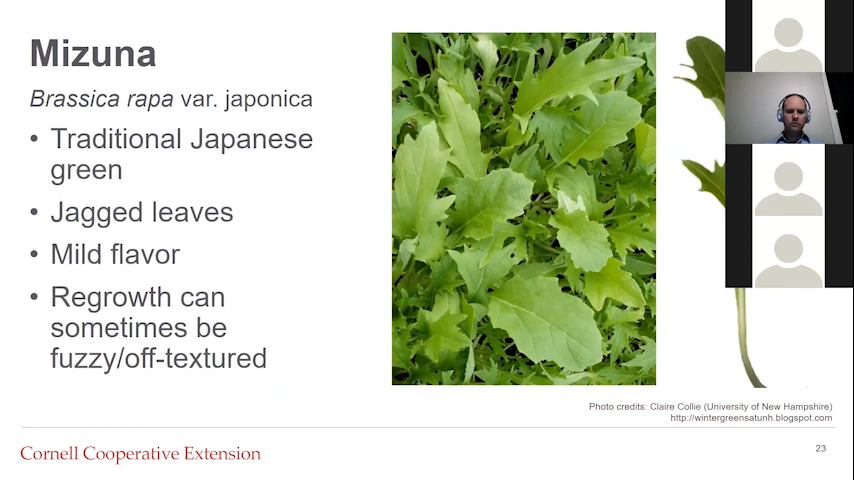 Mizuna
Brassica rapa var. japonica
• Traditional Japanese
green
• Jagged leaves
• Mild flavor
• Regrowth can
sometimes be
fuzzy/off-textured
Photo credits: Claire Collie (University of New Hampshire)
http://wintergreensatunh.blogspot.com
Cornell Cooperative Extension
23